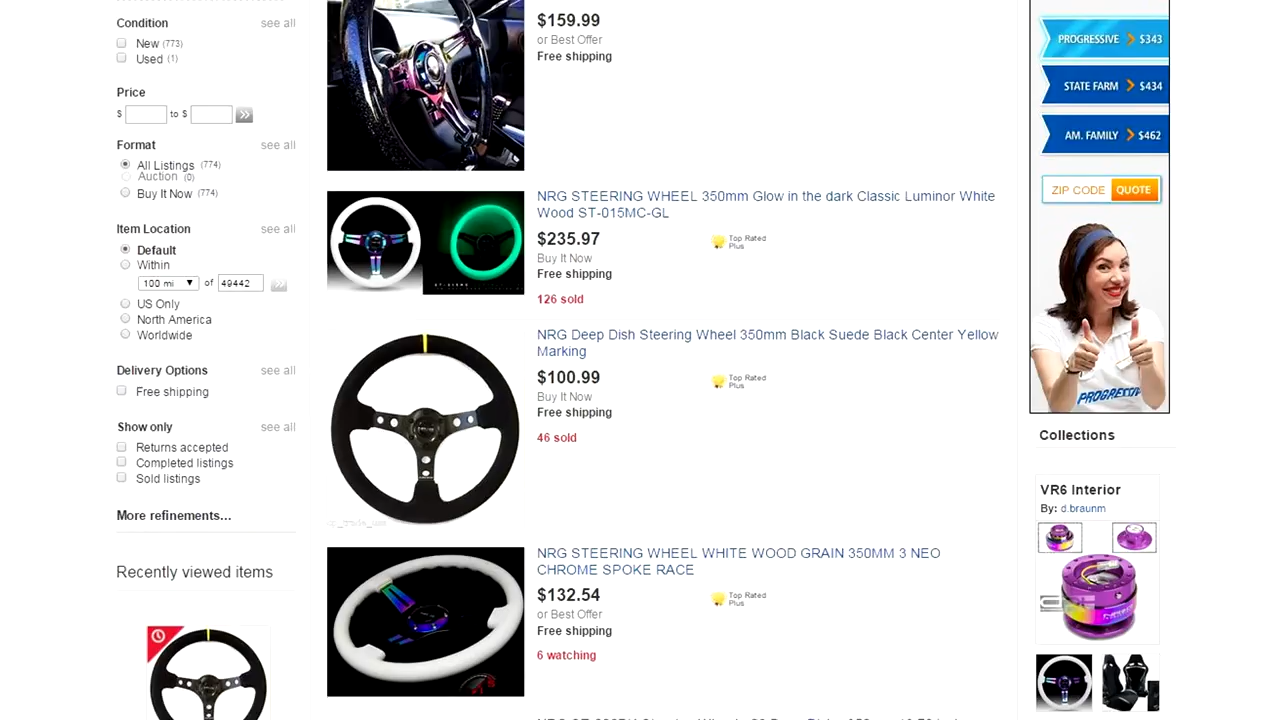 Condition see all
New (773)
Used (1)
Price
$ to $
Format see all
All Listings (774)
Auction (0)
Buy It Now (774)
Item Location see all
Default
Within
100 mi ▼ of 49442
US Only
North America
Worldwide
Delivery Options see all
Free shipping
Show only see all
Returns accepted
Completed listings
Sold listings
More refinements...
Recently viewed items
$159.99
or Best Offer
Free shipping
NRG STEERING WHEEL 350mm Glow in the dark Classic Luminor White
Wood ST-015MC-GL
$235.97
Top Rated
Plus
Buy It Now
Free shipping
126 sold
NRG Deep Dish Steering Wheel 350mm Black Suede Black Center Yellow
Marking
$100.99
Top Rated
Plus
Buy It Now
Free shipping
46 sold
NRG STEERING WHEEL WHITE WOOD GRAIN 350MM 3 NEO
CHROME SPOKE RACE
$132.54
Top Rated
Plus
or Best Offer
Free shipping
6 watching
PROGRESSIVE > $343
STATE FARM > $434
AM. FAMILY > $462
ZIP CODE QUOTE
PROGRESSIVE
Collections
VR6 Interior
By: d.braunm